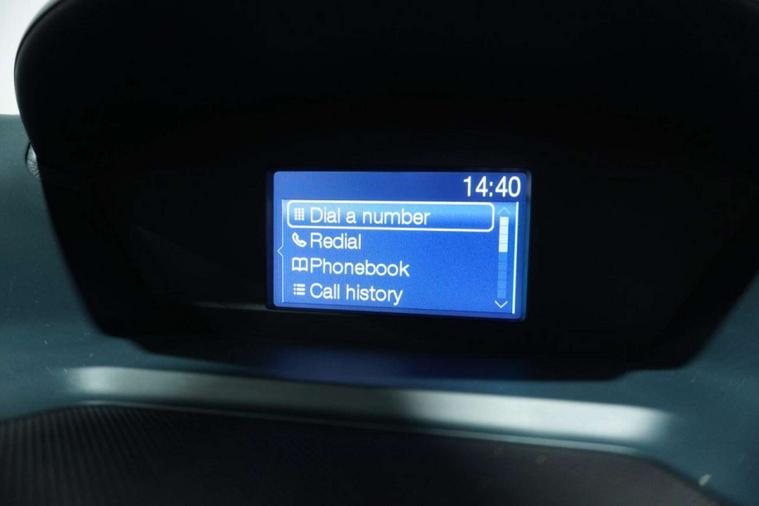 14:40
Dial a number
Redial
Phonebook
Call history